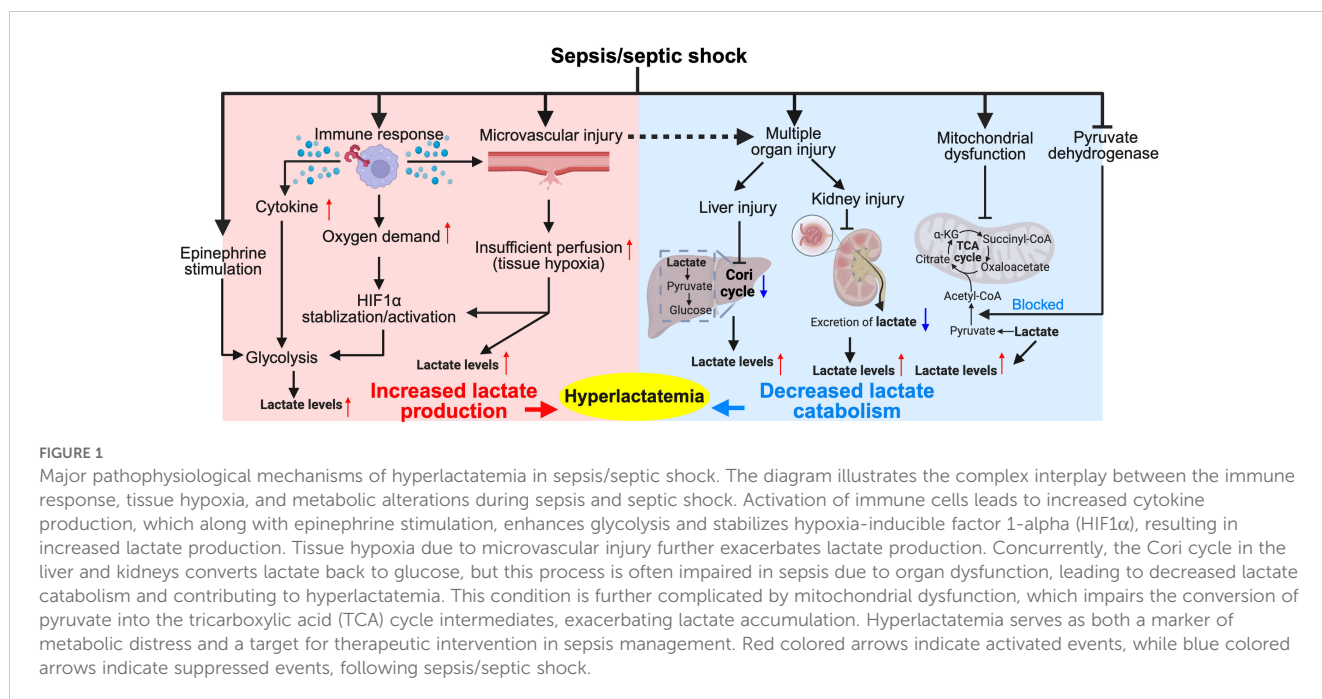 Sepsis/septic shock
Immune response
Microvascular injury
Multiple
organ injury
Mitochondrial
dysfunction
Pyruvate
dehydrogenase
Cytokine
Oxygen demand
Epinephrine
stimulation
Insufficient perfusion
(tissue hypoxia)
HIF1α
stablization/activation
Glycolysis
Lactate levels
Lactate levels
Increased lactate
production
Hyperlactatemia
Liver injury
Kidney injury
Lactate
Pyruvate
Glucose
Cori
cycle
Excretion of lactate
α-KG
Succinyl-CoA
TCA
cycle
Citrate
Oxaloacetate
Acetyl-CoA
Blocked
Pyruvate
Lactate
Lactate levels
Lactate levels
Lactate levels
Decreased lactate
catabolism
FIGURE 1
Major pathophysiological mechanisms of hyperlactatemia in sepsis/septic shock. The diagram illustrates the complex interplay between the immune
response, tissue hypoxia, and metabolic alterations during sepsis and septic shock. Activation of immune cells leads to increased cytokine
production, which along with epinephrine stimulation, enhances glycolysis and stabilizes hypoxia-inducible factor 1-alpha (HIF1α), resulting in
increased lactate production. Tissue hypoxia due to microvascular injury further exacerbates lactate production. Concurrently, the Cori cycle in the
liver and kidneys converts lactate back to glucose, but this process is often impaired in sepsis due to organ dysfunction, leading to decreased lactate
catabolism and contributing to hyperlactatemia. This condition is further complicated by mitochondrial dysfunction, which impairs the conversion of
pyruvate into the tricarboxylic acid (TCA) cycle intermediates, exacerbating lactate accumulation. Hyperlactatemia serves as both a marker of
metabolic distress and a target for therapeutic intervention in sepsis management. Red colored arrows indicate activated events, while blue colored
arrows indicate suppressed events, following sepsis/septic shock.